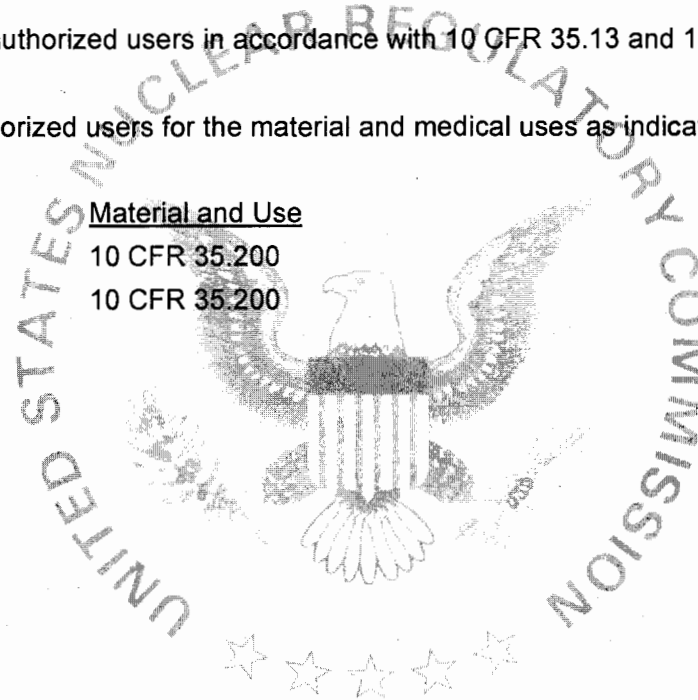 uthorized users in accordance with 10 CFR 35.13 and 1
orized users for the material and medical uses as indica
Material and Use
10 CFR 35.200
10 CFR 35.200
UNITED STATES NUCLEAR REGULATORY COMMISSION